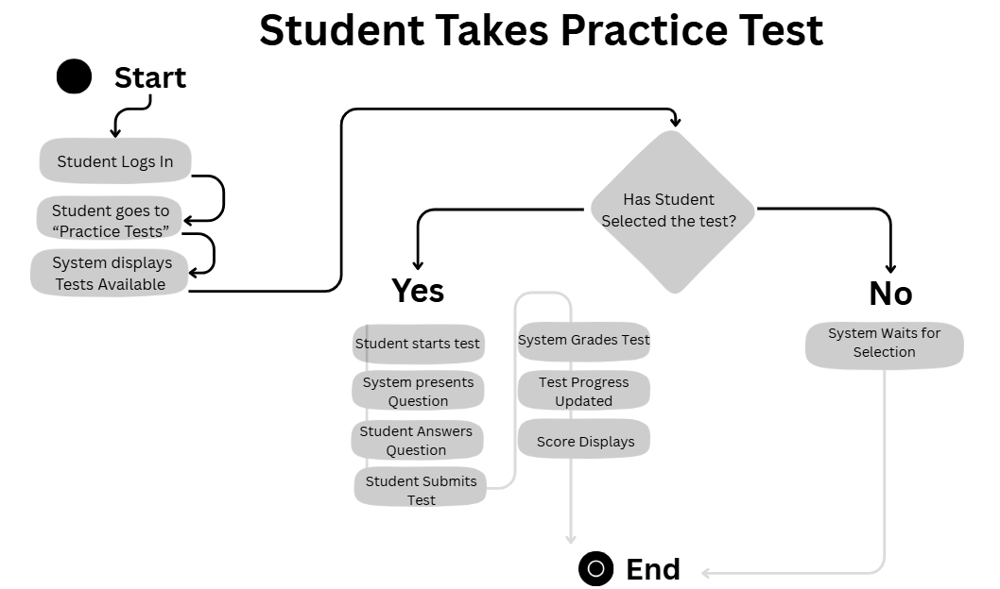 Student Takes Practice Test
Start
Student Logs In
Student goes to
“Practice Tests”
System displays
Tests Available
Has Student
Selected the test?
Yes
Student starts test
System presents
Question
Student Answers
Question
Student Submits
Test
System Grades Test
Test Progress
Updated
Score Displays
No
System Waits for
Selection
End